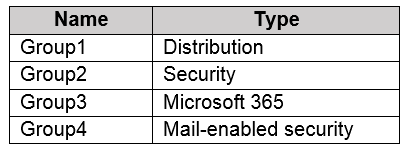 Name Type
Group1 Distribution
Group2 Security
Group3 Microsoft 365
Group4 Mail-enabled security